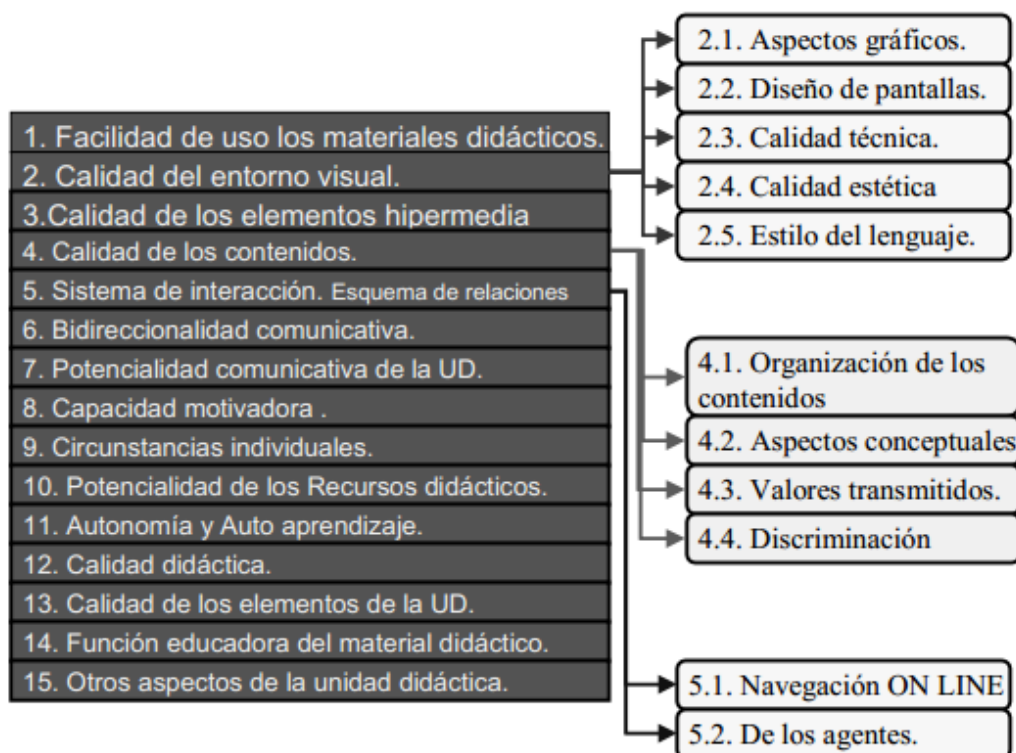 1. Facilidad de uso los materiales didácticos.
2. Calidad del entorno visual.
3.Calidad de los elementos hipermedia
4. Calidad de los contenidos.
5. Sistema de interacción. Esquema de relaciones
6. Bidireccionalidad comunicativa.
7. Potencialidad comunicativa de la UD.
8. Capacidad motivadora .
9. Circunstancias individuales.
10. Potencialidad de los Recursos didácticos.
11. Autonomía y Auto aprendizaje.
12. Calidad didáctica.
13. Calidad de los elementos de la UD.
14. Función educadora del material didáctico.
15. Otros aspectos de la unidad didáctica.
2.1. Aspectos gráficos.
2.2. Diseño de pantallas.
2.3. Calidad técnica.
2.4. Calidad estética
2.5. Estilo del lenguaje.
4.1. Organización de los
contenidos
4.2. Aspectos conceptuales
4.3. Valores transmitidos.
4.4. Discriminación
5.1. Navegación ON LINE
5.2. De los agentes.